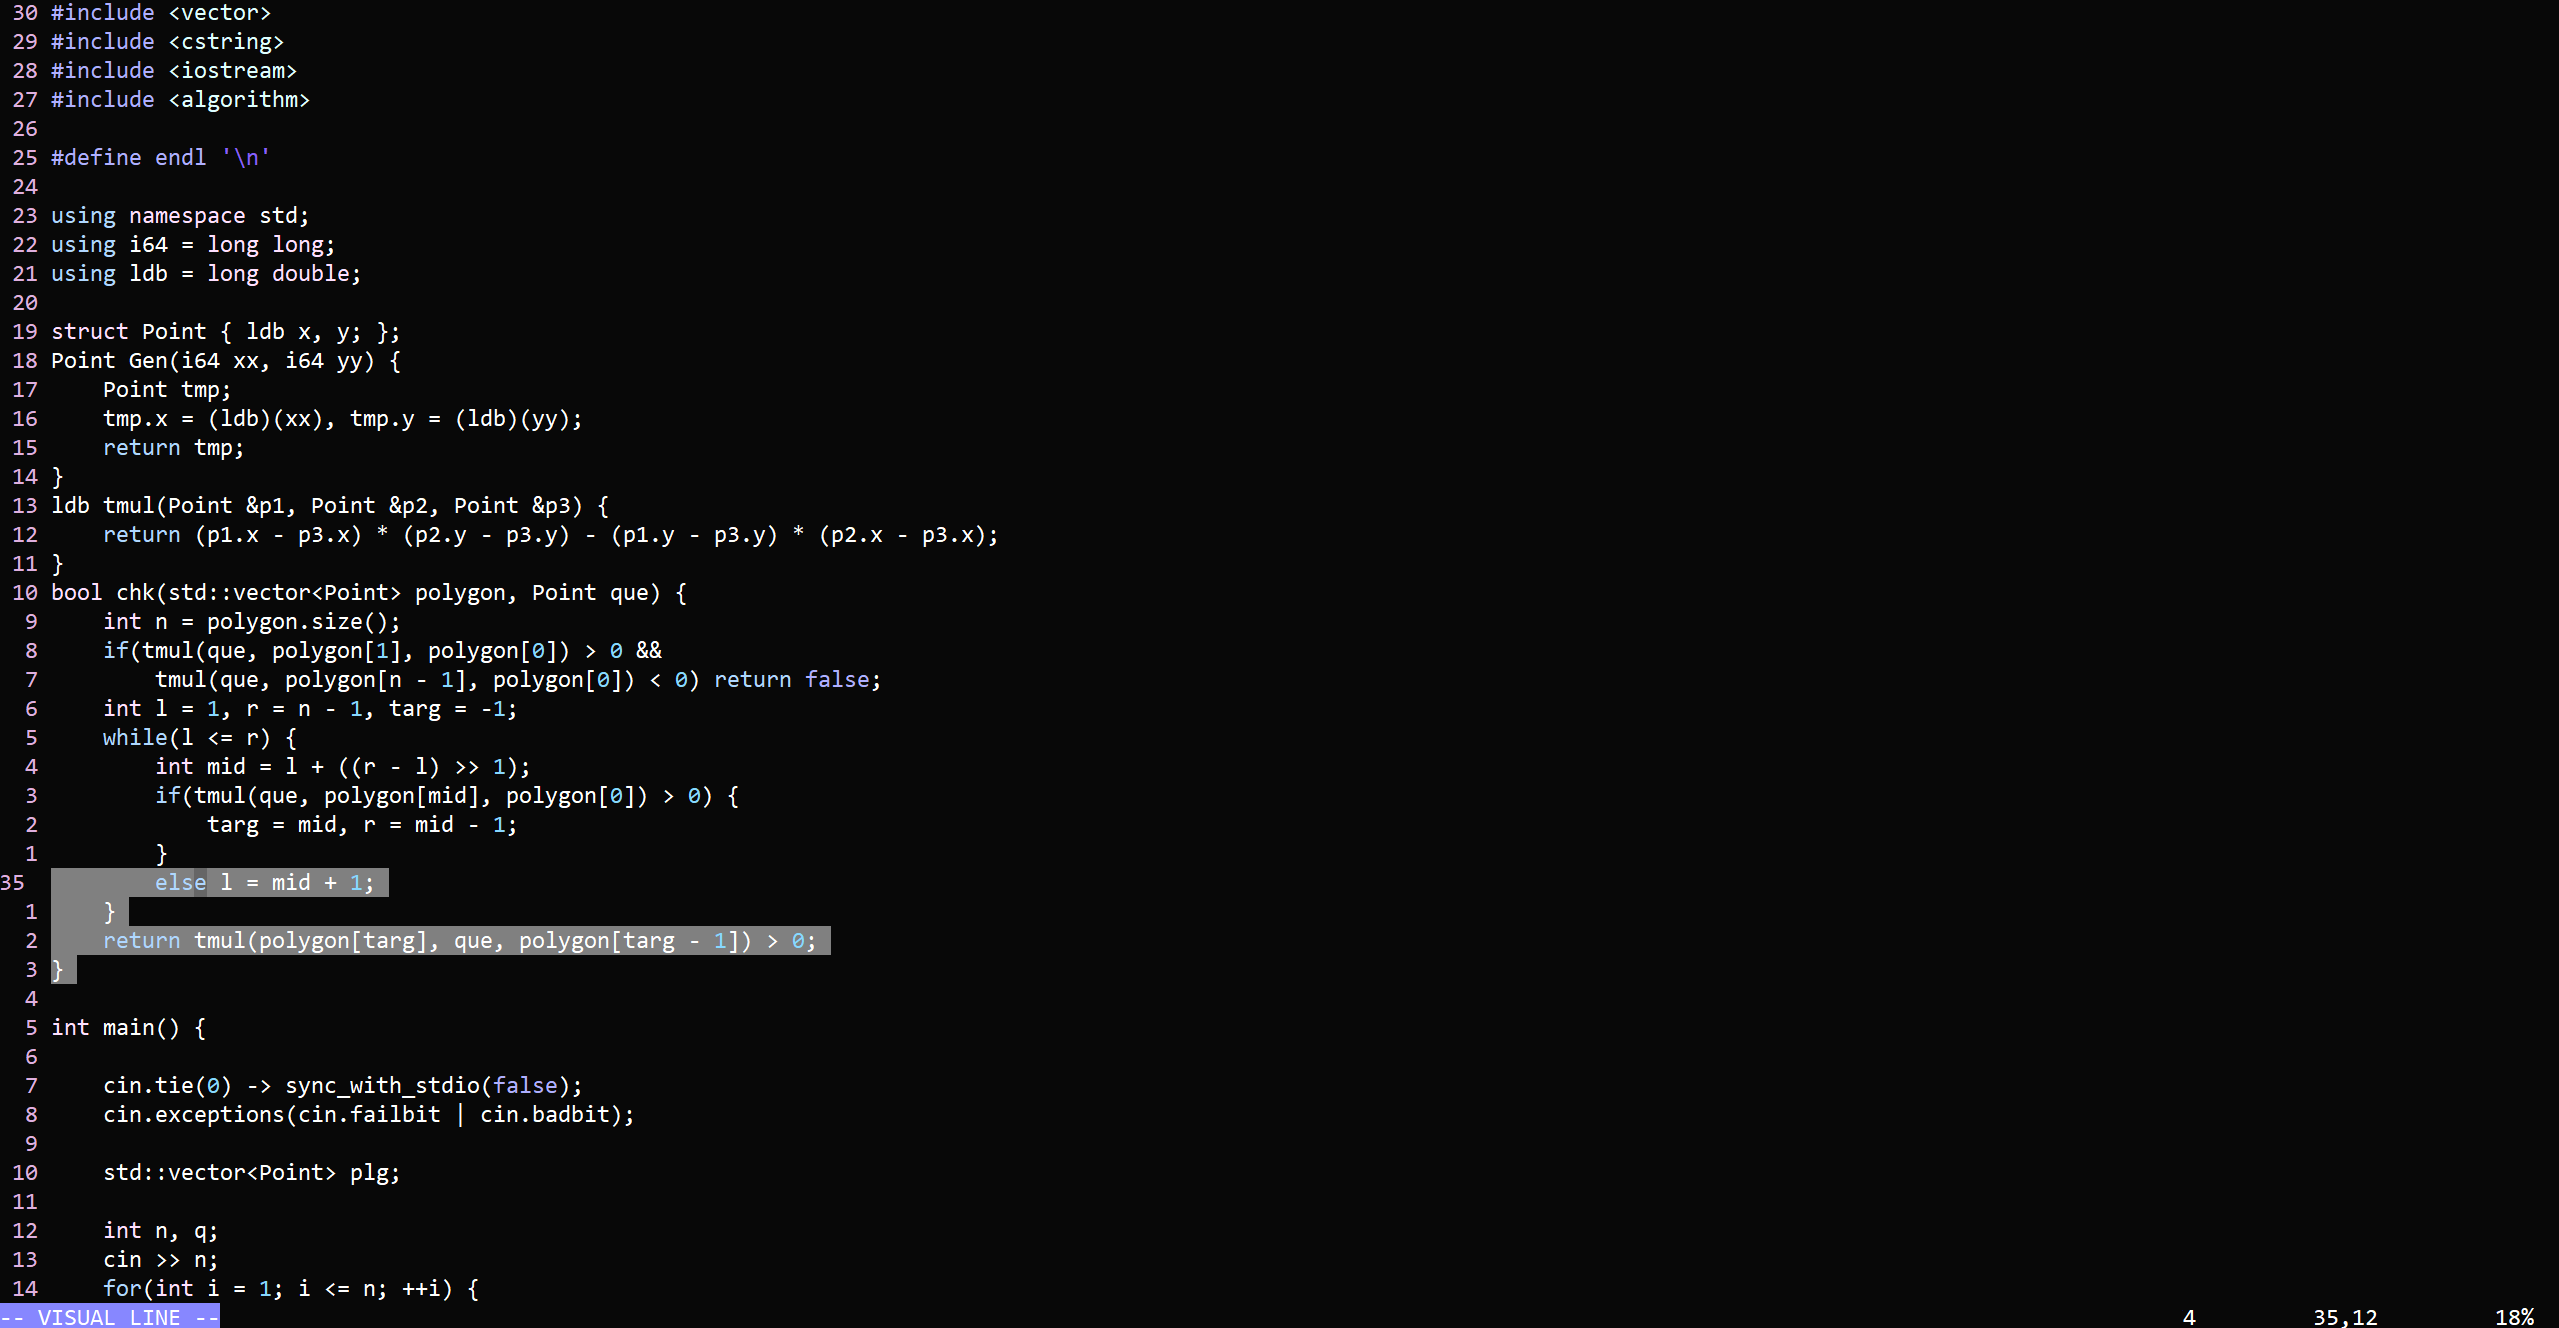 30 #include <vector>
29 #include <cstring>
28 #include <iostream>
27 #include <algorithm>
26
25 #define endl '\n'
24
23 using namespace std;
22 using i64 = long long;
21 using ldb = long double;
20
19 struct Point { ldb x, y; };
18 Point Gen(i64 xx, i64 yy) {
17     Point tmp;
16     tmp.x = (ldb)(xx), tmp.y = (ldb)(yy);
15     return tmp;
14 }
13 ldb tmul(Point &p1, Point &p2, Point &p3) {
12     return (p1.x - p3.x) * (p2.y - p3.y) - (p1.y - p3.y) * (p2.x - p3.x);
11 }
10 bool chk(std::vector<Point> polygon, Point que) {
 9     int n = polygon.size();
 8     if(tmul(que, polygon[1], polygon[0]) > 0 &&
 7         tmul(que, polygon[n - 1], polygon[0]) < 0) return false;
 6     int l = 1, r = n - 1, targ = -1;
 5     while(l <= r) {
 4         int mid = l + ((r - l) >> 1);
 3         if(tmul(que, polygon[mid], polygon[0]) > 0) {
 2             targ = mid, r = mid - 1;
 1         }
35         else l = mid + 1;
 1     }
 2     return tmul(polygon[targ], que, polygon[targ - 1]) > 0;
 3 }
 4
 5 int main() {
 6
 7     cin.tie(0) -> sync_with_stdio(false);
 8     cin.exceptions(cin.failbit | cin.badbit);
 9
10     std::vector<Point> plg;
11
12     int n, q;
13     cin >> n;
14     for(int i = 1; i <= n; ++i) {
-- VISUAL LINE -- 4 35,12 18%